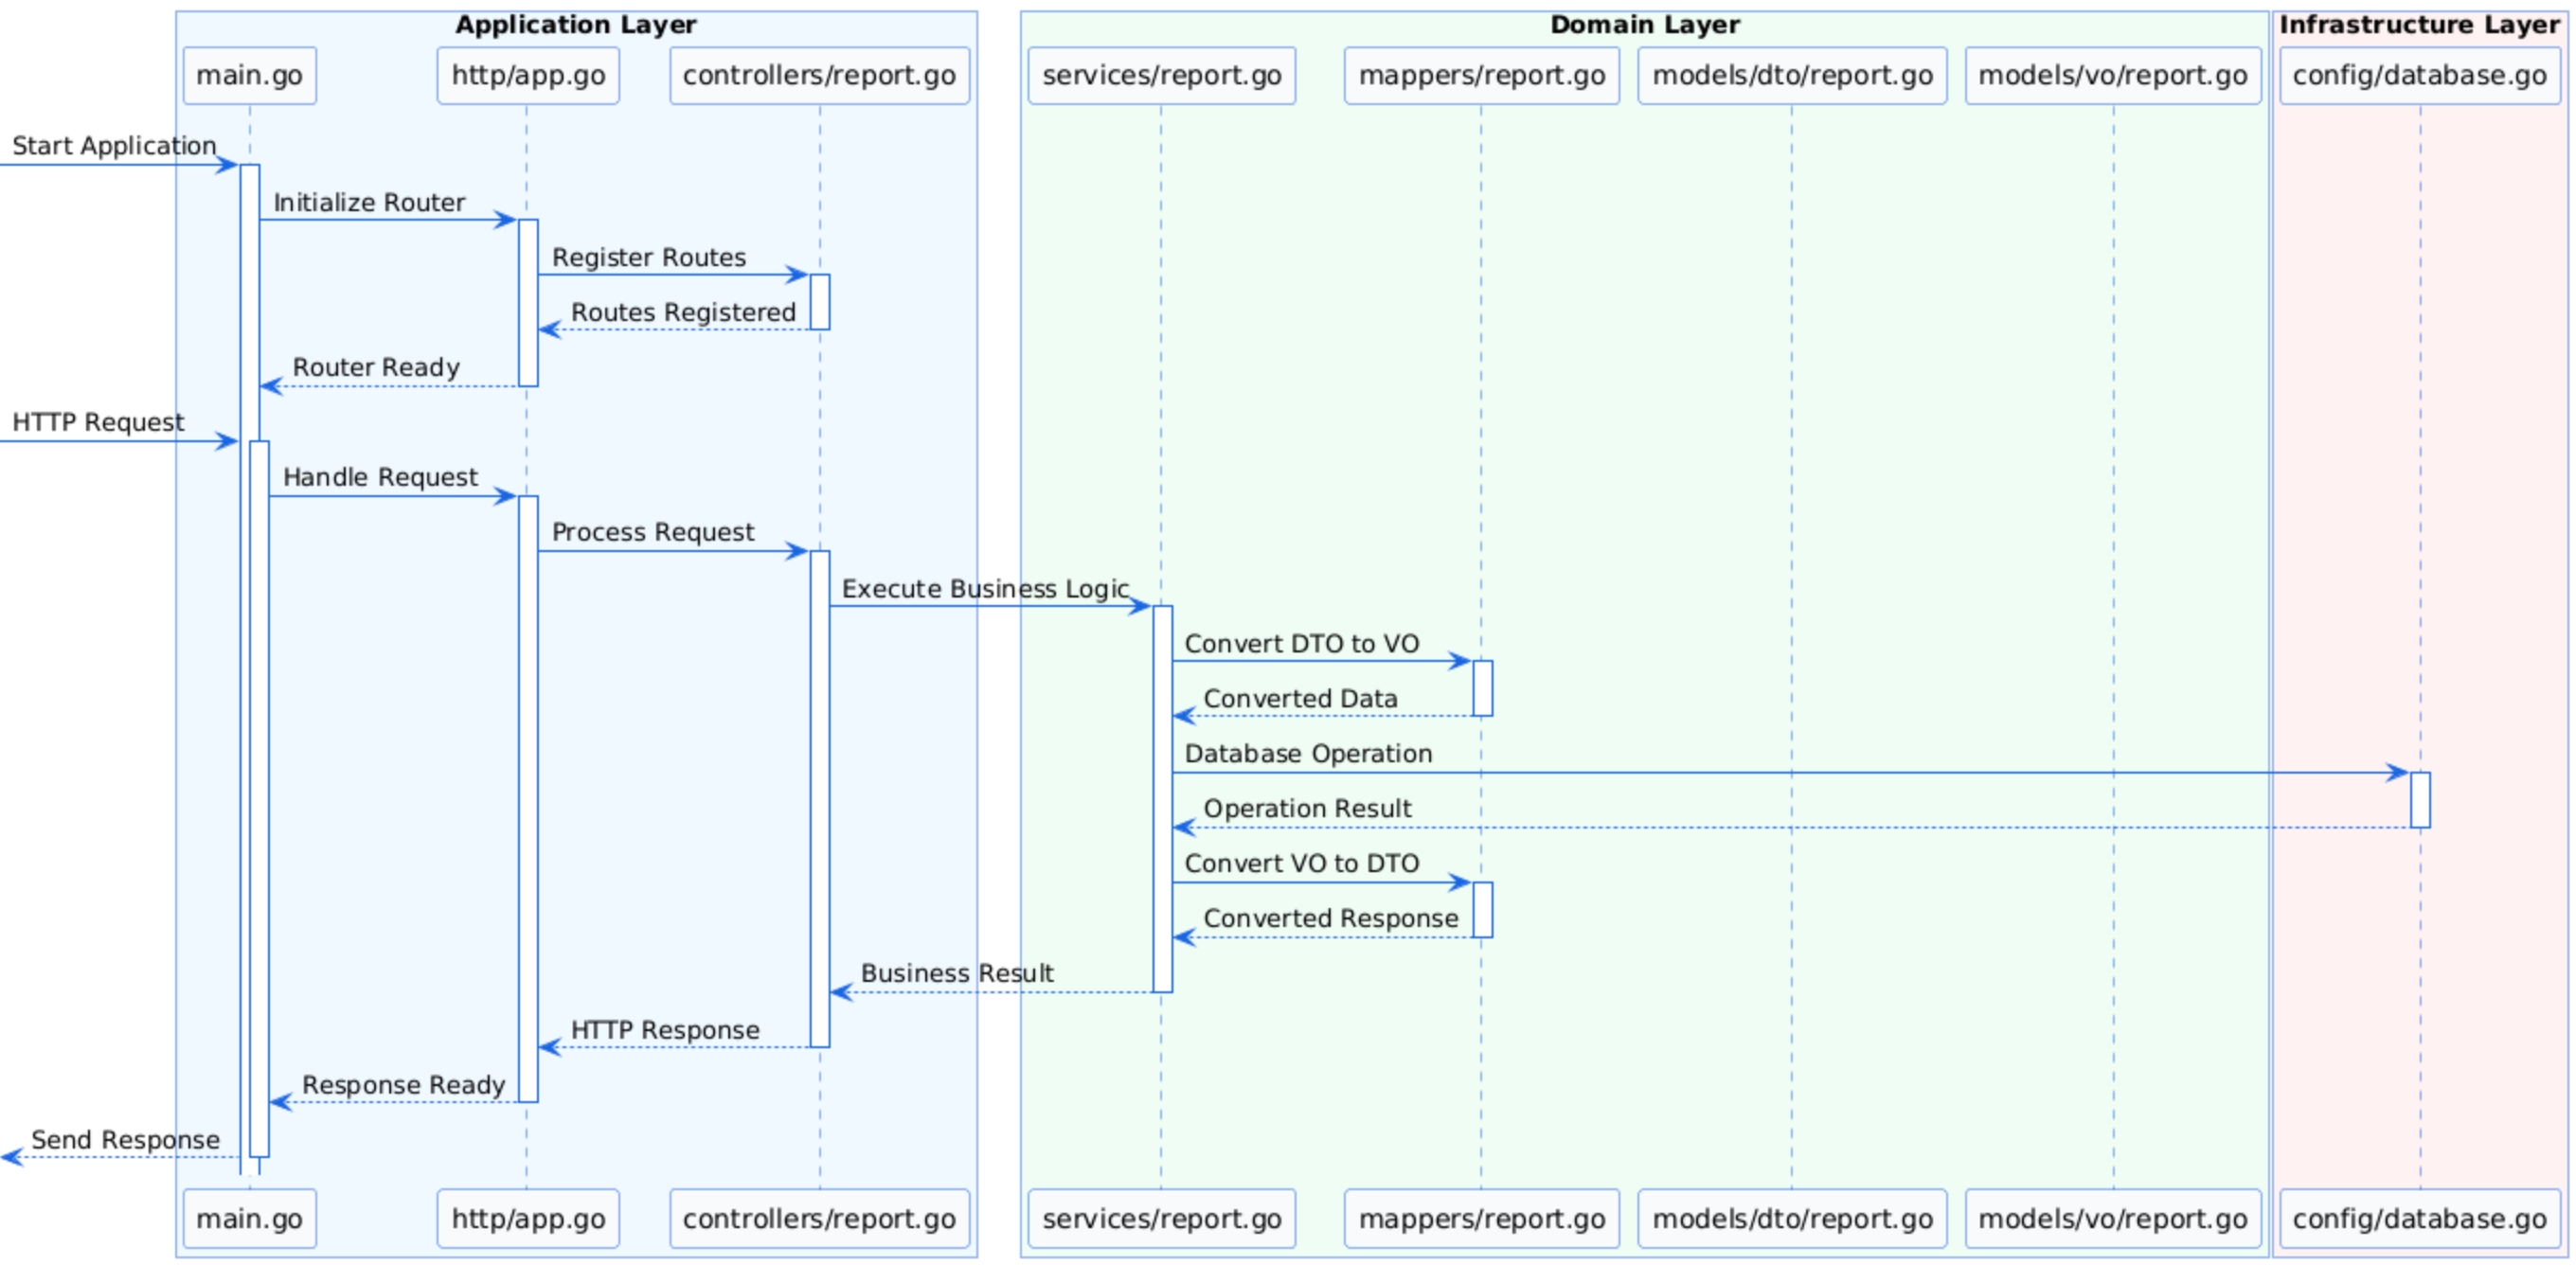 Application Layer
Domain Layer
Infrastructure Layer
main.go
http/app.go
controllers/report.go
services/report.go
mappers/report.go
models/dto/report.go
models/vo/report.go
config/database.go
Start Application
Initialize Router
Register Routes
Routes Registered
Router Ready
HTTP Request
Handle Request
Process Request
Execute Business Logic
Convert DTO to VO
Converted Data
Database Operation
Operation Result
Convert VO to DTO
Converted Response
Business Result
HTTP Response
Response Ready
Send Response
main.go
http/app.go
controllers/report.go
services/report.go
mappers/report.go
models/dto/report.go
models/vo/report.go
config/database.go